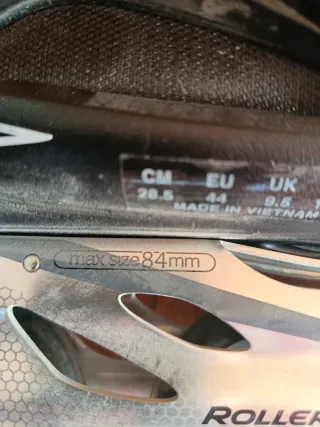 CM EU UK
28.5 44 9.5
MADE IN VIETNAM
max size 84mm
ROLLER